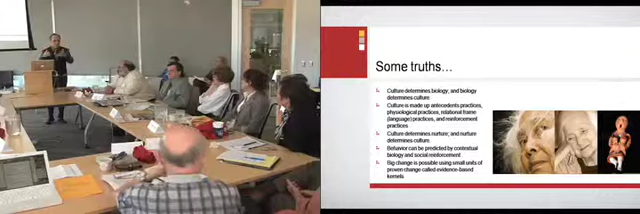 Some truths…
Culture determines biology; and biology
determines culture
Culture is made up antecedents practices,
physiological practices, relational frame
(language) practices, and reinforcement
practices
Culture determines nurture; and nurture
determines culture.
Behavior can be predicted by contextual
biology and social reinforcement
Big change is possible using small units of
proven change called evidence-based
kernels